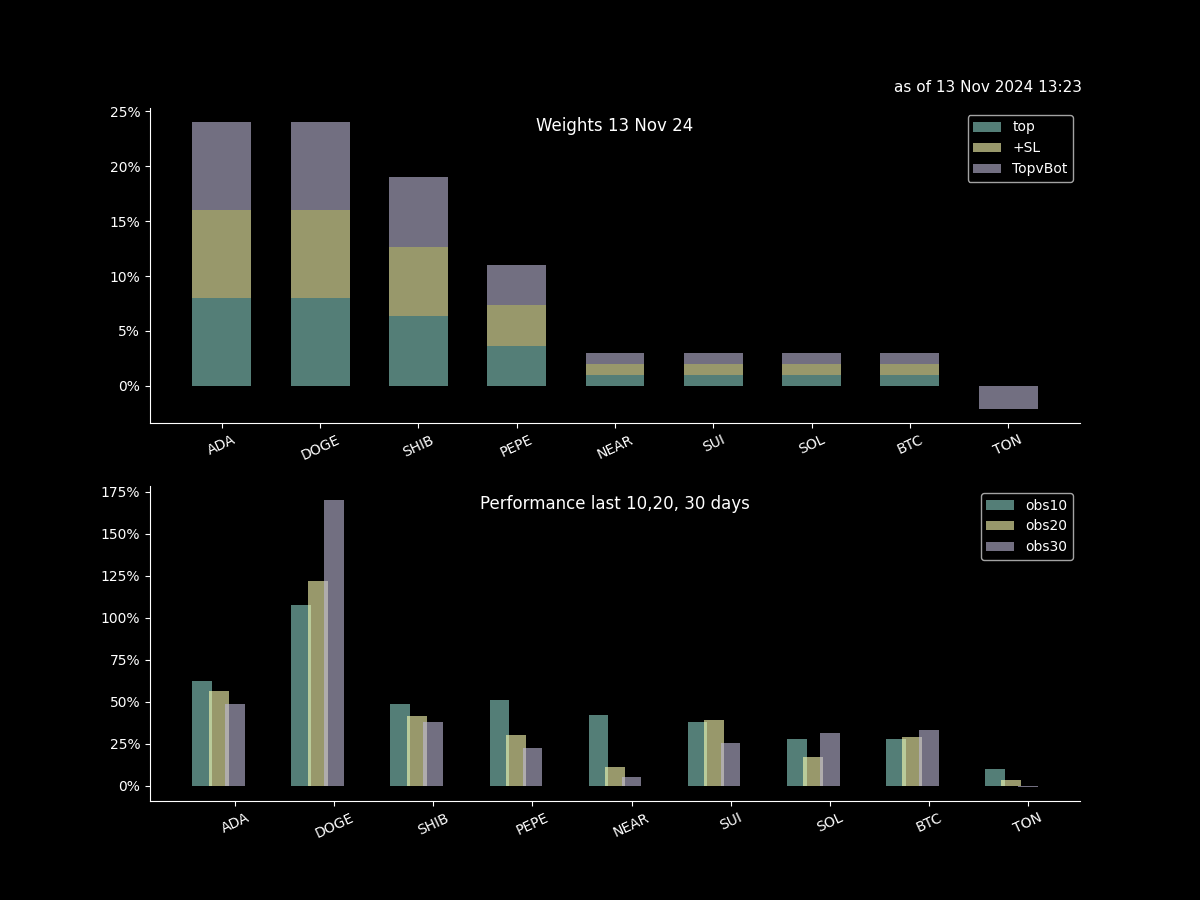 as of 13 Nov 2024 13:23
Weights 13 Nov 24
25%
20%
15%
10%
5%
0%
top
+SL
TopvBot
ADA DOGE SHIB PEPE NEAR SUI SOL BTC TON
Performance last 10,20, 30 days
175%
150%
125%
100%
75%
50%
25%
0%
obs10
obs20
obs30
ADA DOGE SHIB PEPE NEAR SUI SOL BTC TON